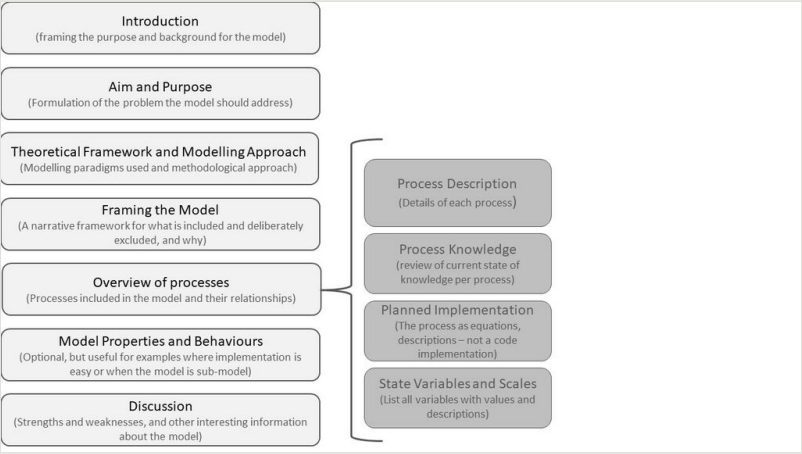 Introduction
(framing the purpose and background for the model)
Aim and Purpose
(Formulation of the problem the model should address)
Theoretical Framework and Modelling Approach
(Modelling paradigms used and methodological approach)
Framing the Model
(A narrative framework for what is included and deliberately
excluded, and why)
Overview of processes
(Processes included in the model and their relationships)
Model Properties and Behaviours
(Optional, but useful for examples where implementation is
easy or when the model is sub-model)
Discussion
(Strengths and weaknesses, and other interesting information
about the model)
Process Description
(Details of each process)
Process Knowledge
(review of current state of
knowledge per process)
Planned Implementation
(The process as equations,
descriptions – not a code
implementation)
State Variables and Scales
(List all variables with values and
descriptions)